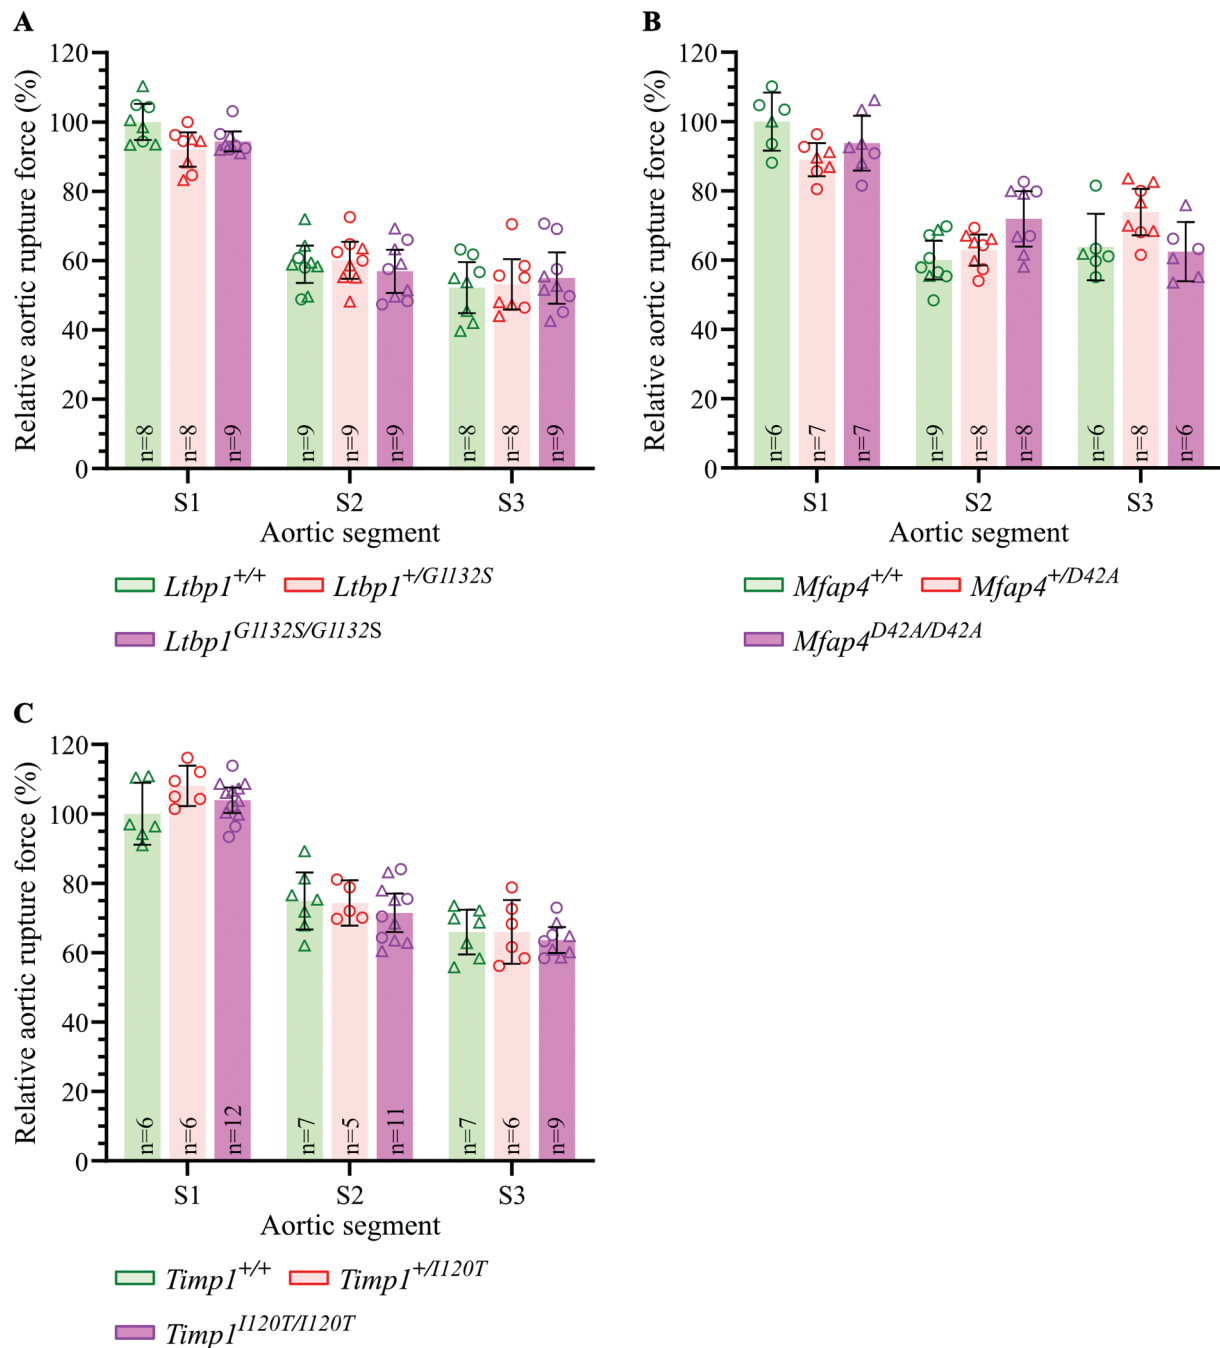 A
Relative aortic rupture force (%)
120
100
80
60
40
20
0
n=8
n=8
n=9
n=9
n=9
n=9
n=8
n=8
n=9
S1
S2
S3
Aortic segment
Ltbp1+/+
Ltbp1+/G1132S
Ltbp1G1132S/G1132S
B
Relative aortic rupture force (%)
120
100
80
60
40
20
0
n=6
n=7
n=7
n=9
n=8
n=8
n=6
n=8
n=6
S1
S2
S3
Aortic segment
Mfap4+/+
Mfap4+/D42A
Mfap4D42A/D42A
C
Relative aortic rupture force (%)
120
100
80
60
40
20
0
n=6
n=6
n=12
n=7
n=5
n=11
n=7
n=6
n=9
S1
S2
S3
Aortic segment
Timp1+/+
Timp1+/I120T
Timp1I120T/I120T